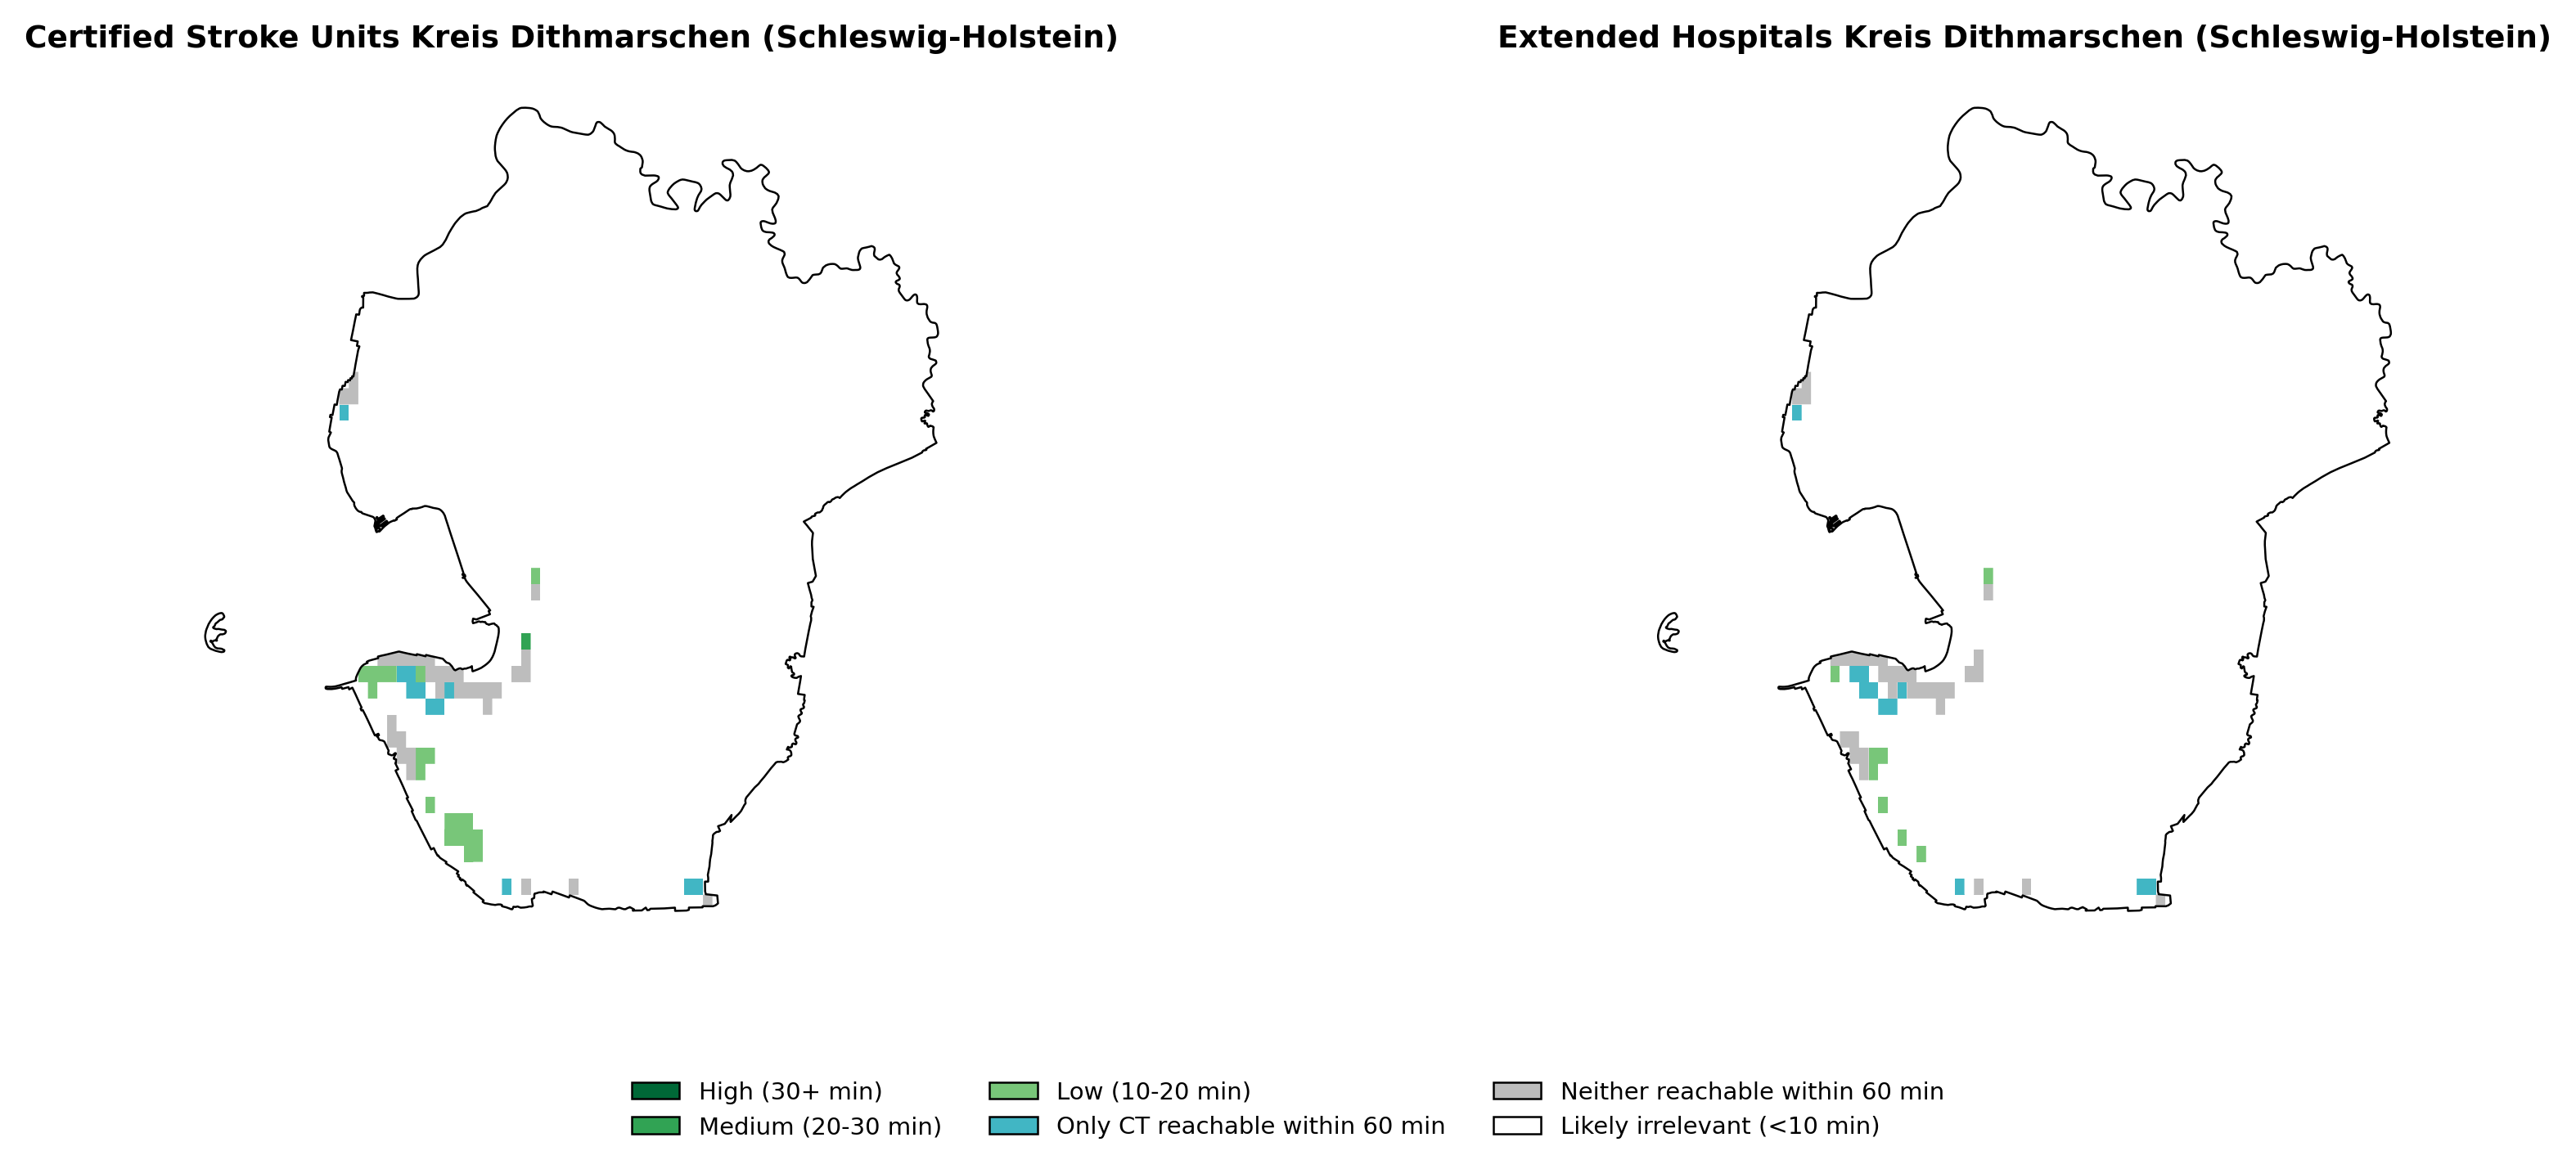 Certified Stroke Units Kreis Dithmarschen (Schleswig-Holstein)
Extended Hospitals Kreis Dithmarschen (Schleswig-Holstein)
High (30+ min)
Medium (20-30 min)
Low (10-20 min)
Only CT reachable within 60 min
Neither reachable within 60 min
Likely irrelevant (<10 min)